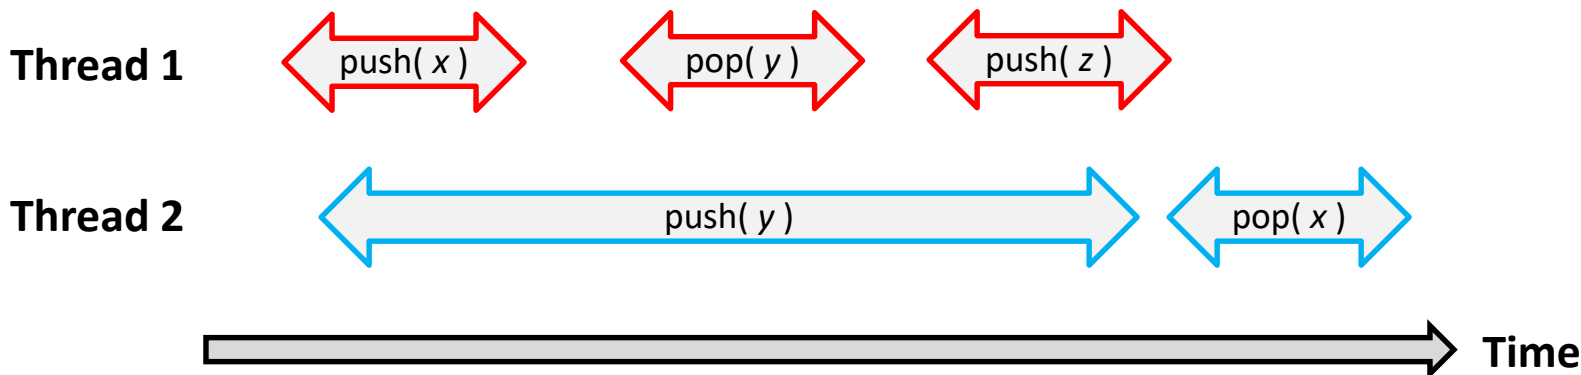 Thread 1 push( x ) pop( y ) push( z )
Thread 2 push( y ) pop( x )
Time